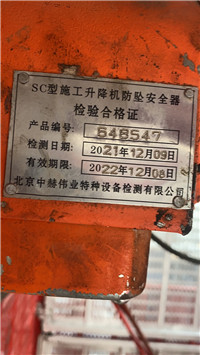 SC型施工升降机防坠安全器
检验合格证
产品编号: 548547
检测日期: 2021年12月09日
有效期限: 2022年12月08日
北京中赫伟业特种设备检测有限公司